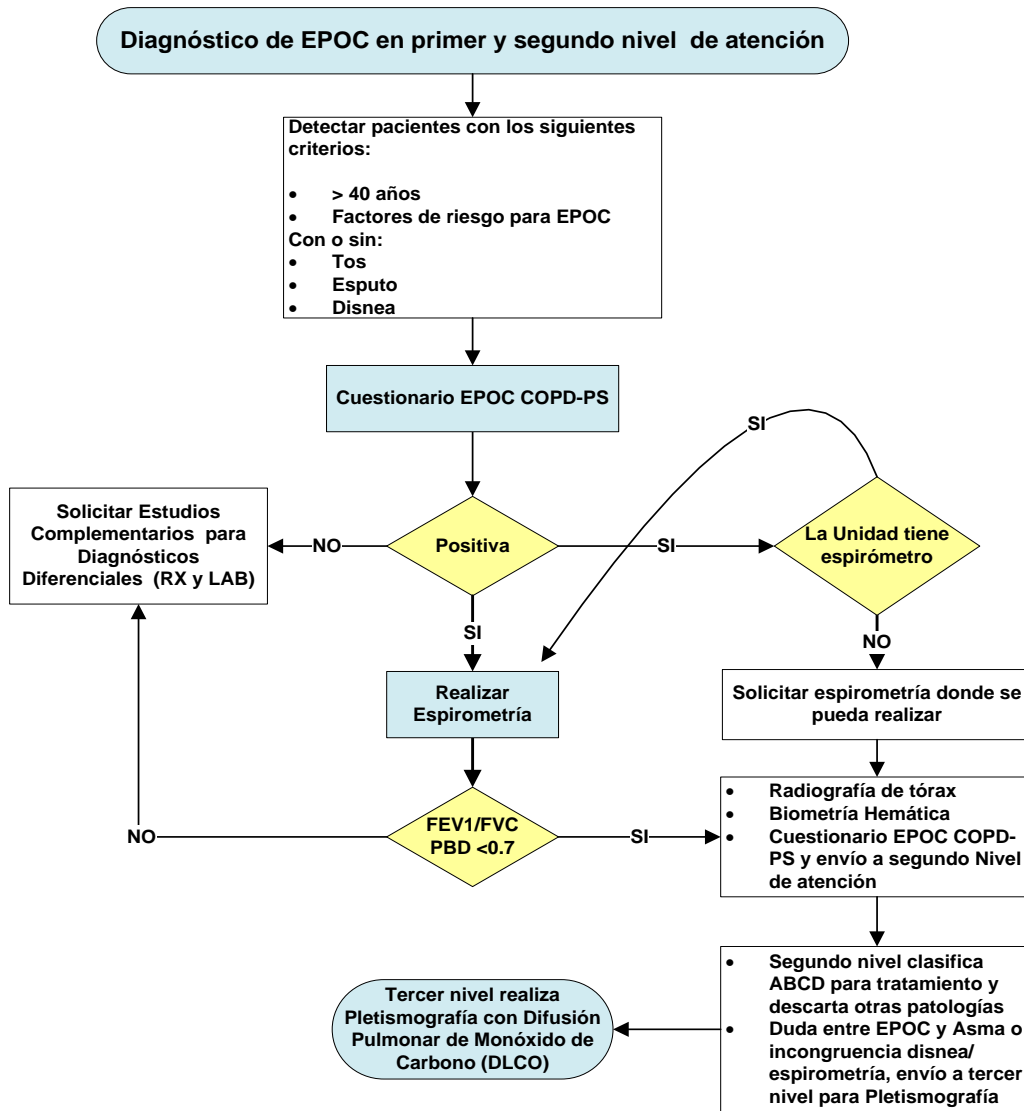 Diagnóstico de EPOC en primer y segundo nivel de atención
Detectar pacientes con los siguientes
criterios:
• > 40 años
• Factores de riesgo para EPOC
Con o sin:
• Tos
• Esputo
• Disnea
Cuestionario EPOC COPD-PS
SI
Solicitar Estudios
Complementarios para
Diagnósticos
Diferenciales (RX y LAB)
NO
Positiva
SI
La Unidad tiene
espirómetro
SI
NO
Realizar
Espirometría
Solicitar espirometría donde se
pueda realizar
NO
FEV1/FVC
PBD <0.7
SI
• Radiografía de tórax
• Biometría Hemática
• Cuestionario EPOC COPD-
PS y envío a segundo Nivel
de atención
• Segundo nivel clasifica
ABCD para tratamiento y
descarta otras patologías
• Duda entre EPOC y Asma o
incongruencia disnea/
espirometría, envío a tercer
nivel para Pletismografía
Tercer nivel realiza
Pletismografía con Difusión
Pulmonar de Monóxido de
Carbono (DLCO)